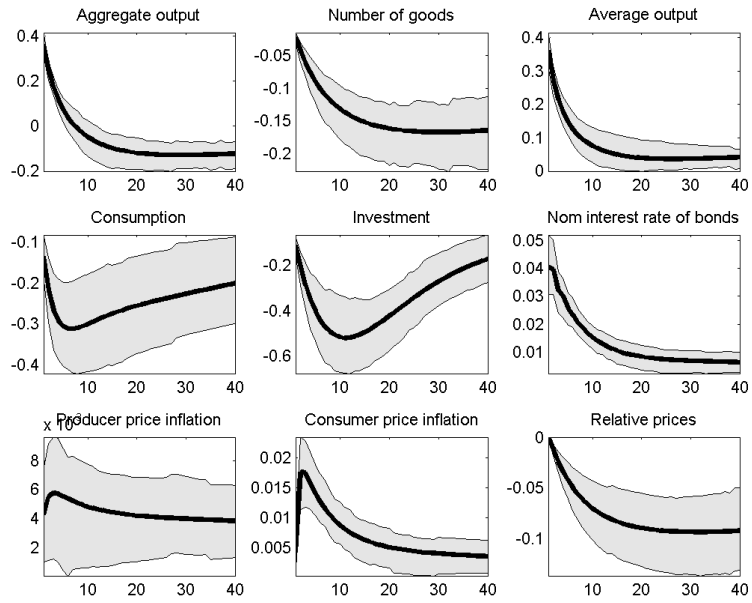 Aggregate output
Number of goods
Average output
0.4
0.2
0
-0.2
10 20 30 40
-0.05
-0.1
-0.15
-0.2
10 20 30 40
0.4
0.3
0.2
0.1
0
10 20 30 40
Consumption
Investment
Nom interest rate of bonds
-0.1
-0.2
-0.3
-0.4
10 20 30 40
-0.2
-0.4
-0.6
10 20 30 40
0.05
0.04
0.03
0.02
0.01
10 20 30 40
Producer price inflation
Consumer price inflation
Relative prices
8
6
4
2
10 20 30 40
0.02
0.015
0.01
0.005
10 20 30 40
0
-0.05
-0.1
10 20 30 40